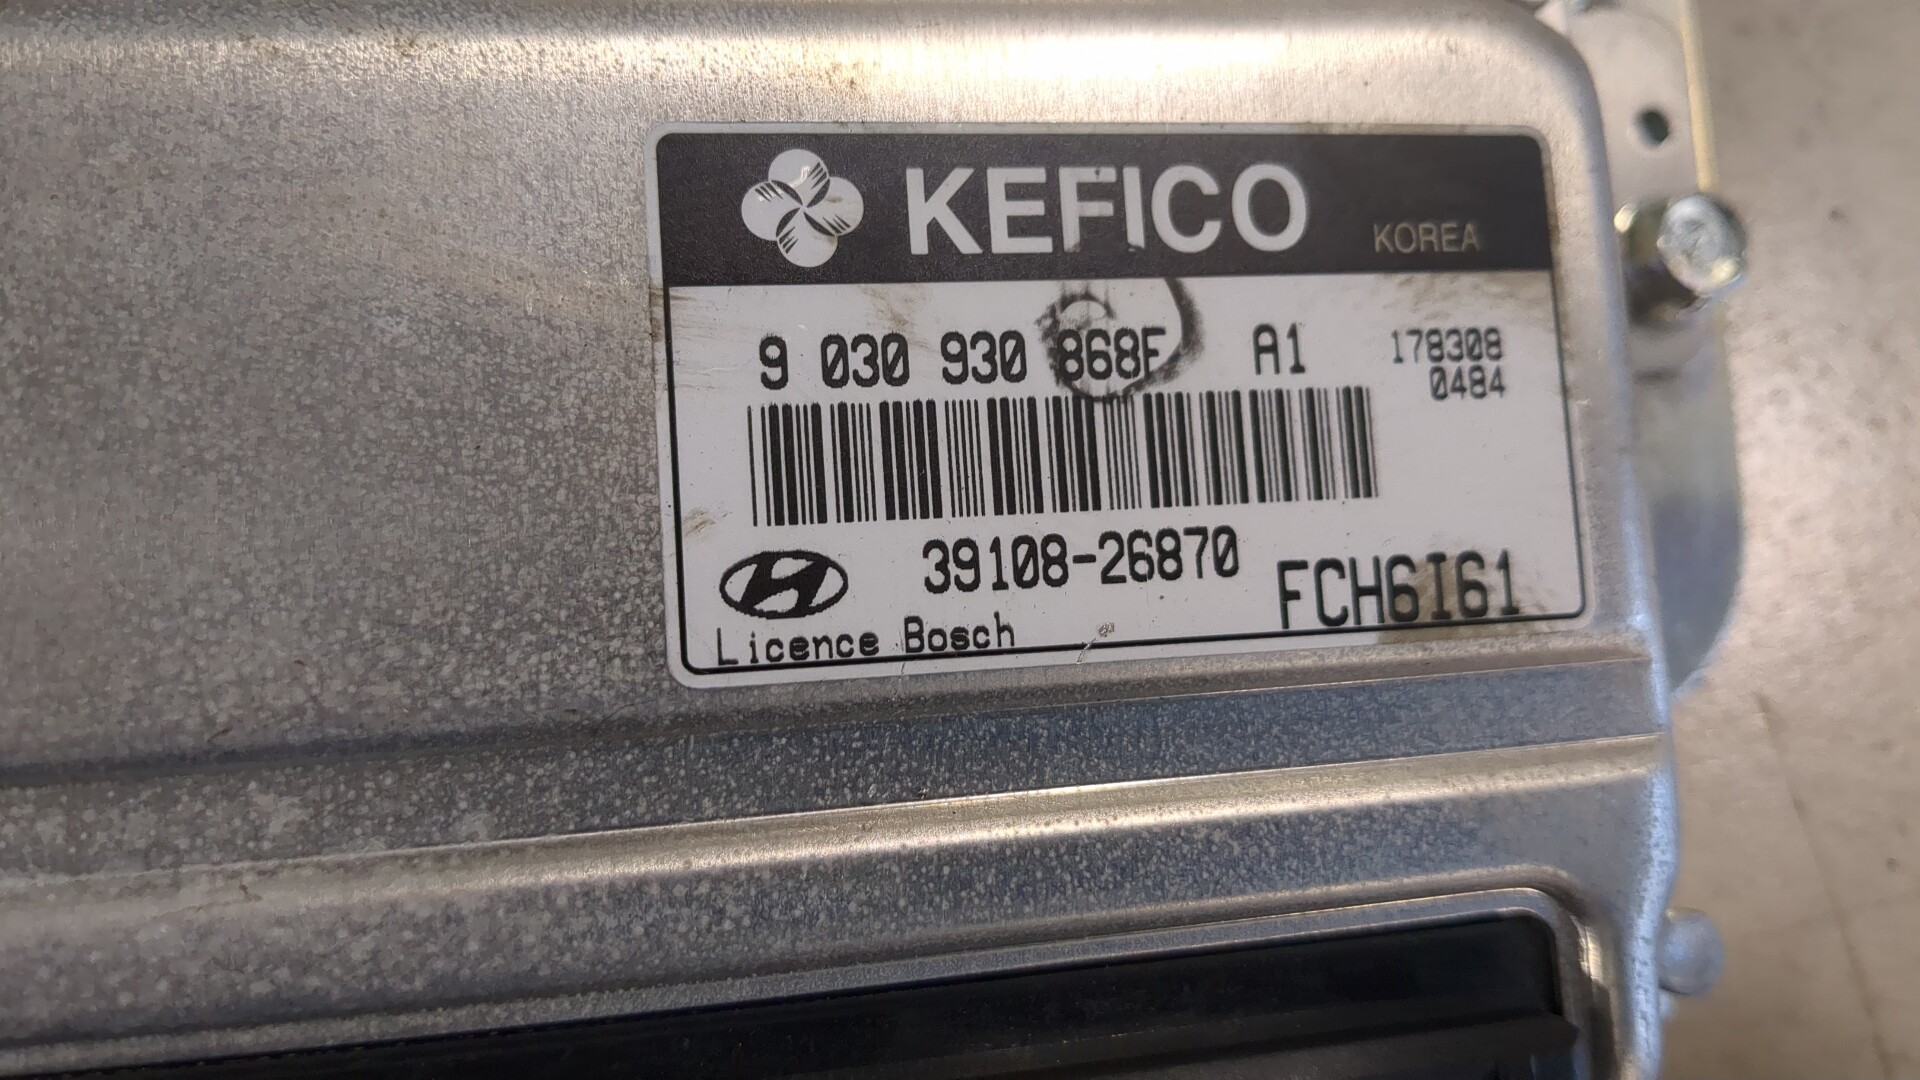 KEFICO KOREA
9 030 930 868F A1 178308
0484
39108-26870 FCH6I61
Licence Bosch